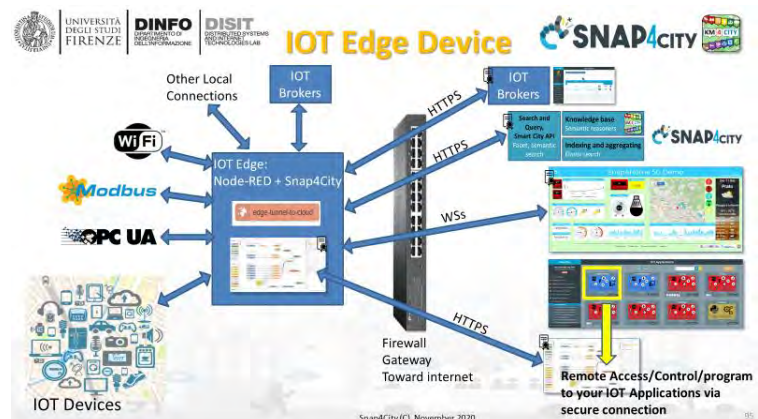 UNIVERSITÀ
DEGLI STUDI
FIRENZE
DINFO
DIPARTIMENTO DI
INGEGNERIA
DELL'INFORMAZIONE
DISIT
DISTRIBUTED SYSTEMS
AND INTERNET
TECHNOLOGIES LAB
IOT Edge Device
SNAP4CITY
KM4CITY
Other Local
Connections
IOT
Brokers
IOT
Brokers
HTTPS
HTTPS
WSs
HTTPS
Search and
Query,
Smart City API
Facet, semantic
search
Knowledge base
Semantic reasoners
Indexing and aggregating
SNAP4CITY
WiFi
Modbus
OPC UA
IOT Edge:
Node-RED + Snap4City
edge-tunnel-to-cloud
Prato
Firewall
Gateway
Toward internet
IOT Devices
Remote Access/Control/program
to your IOT Applications via
secure connection
Snap4City (C), November 2020